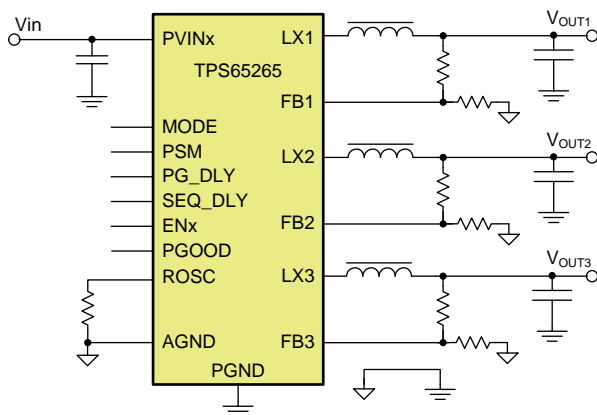 Vin
PVINx
LX1
VOUT1
TPS65265
FB1
MODE
PSM
LX2
VOUT2
PG_DLY
SEQ_DLY
ENx
FB2
PGOOD
ROSC
LX3
VOUT3
AGND
FB3
PGND